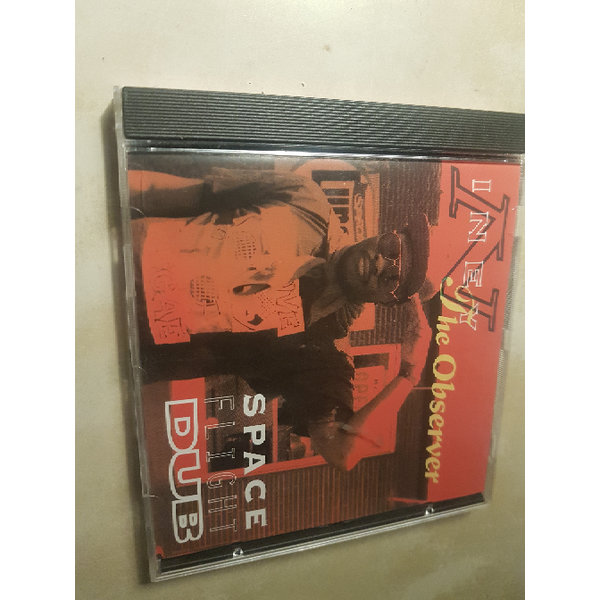 NINEY
The Observer
SPACE
FLIGHT
DUB